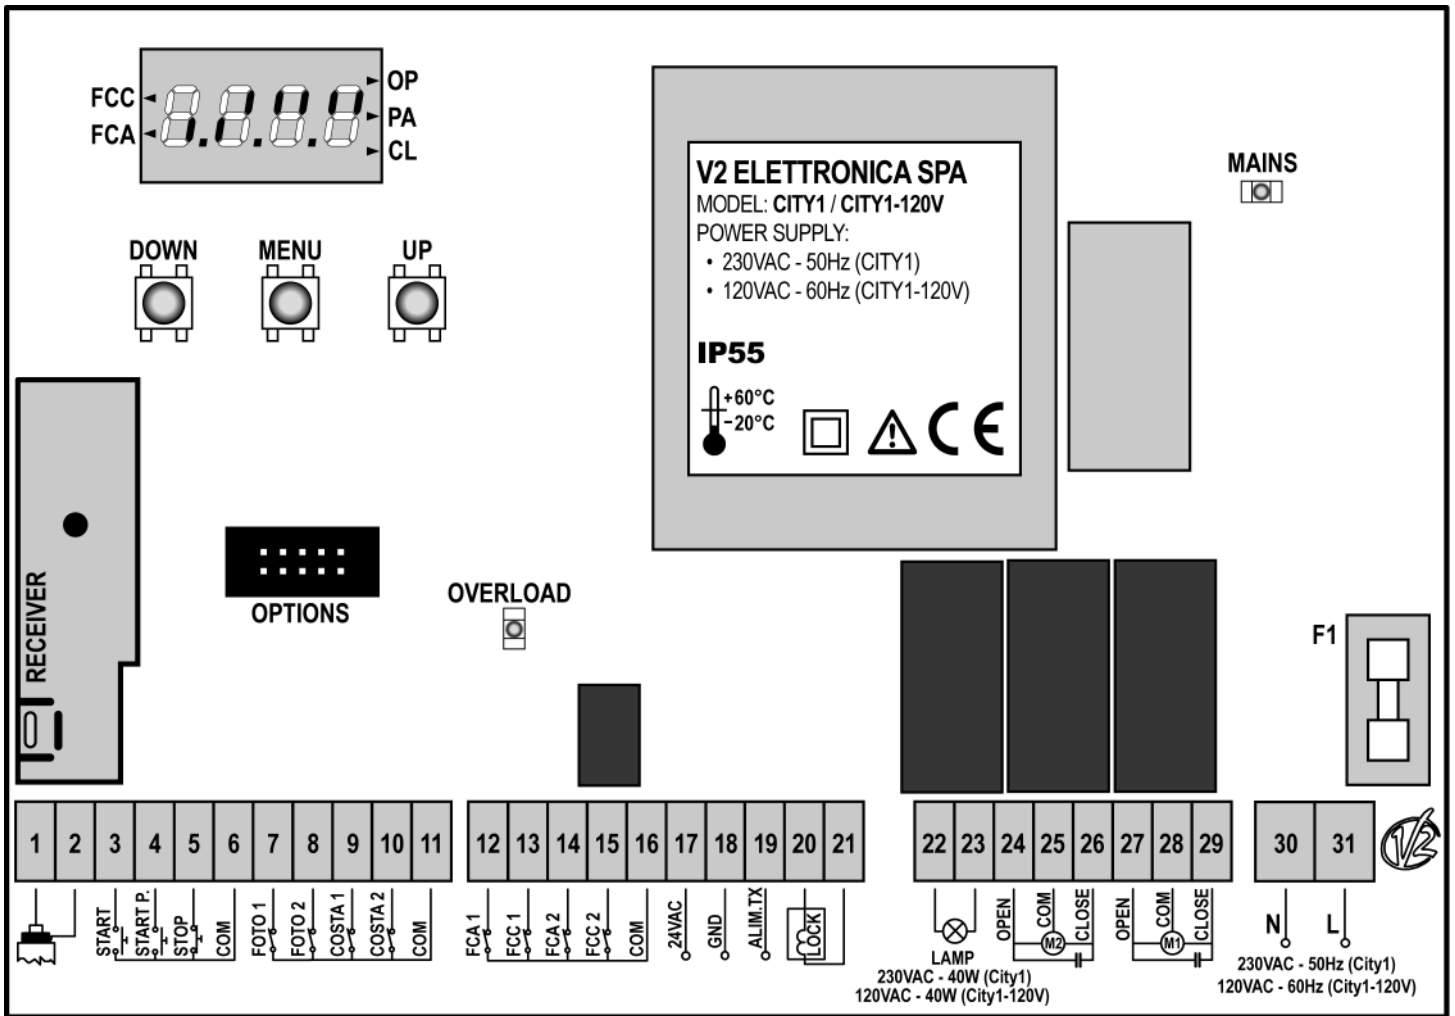 FCC
FCA
OP
PA
CL
DOWN
MENU
UP
V2 ELETTRONICA SPA
MODEL: CITY1 / CITY1-120V
POWER SUPPLY:
• 230VAC - 50Hz (CITY1)
• 120VAC - 60Hz (CITY1-120V)
IP55
+60°C
-20°C
CE
MAINS
RECEIVER
OPTIONS
OVERLOAD
F1
1 2 3 4 5 6 7 8 9 10 11
12 13 14 15 16 17 18 19 20 21
22 23 24 25 26 27 28 29
30 31
V2
START
START P.
STOP
COM
FOTO 1
FOTO 2
COSTA 1
COSTA 2
COM
FCA 1
FCC 1
FCA 2
FCC 2
COM
24VAC
GND
ALIM.TX
LOCK
LAMP
230VAC - 40W (City1)
120VAC - 40W (City1-120V)
OPEN
COM
CLOSE
M2
OPEN
COM
CLOSE
M1
N
L
230VAC - 50Hz (City1)
120VAC - 60Hz (City1-120V)